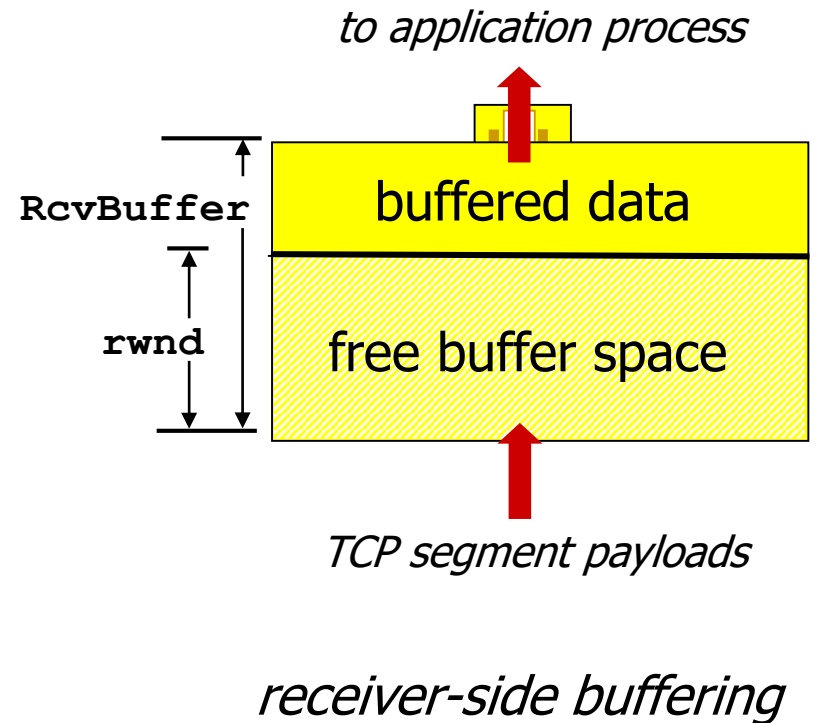 to application process
RcvBuffer
buffered data
rwnd
free buffer space
TCP segment payloads
receiver-side buffering